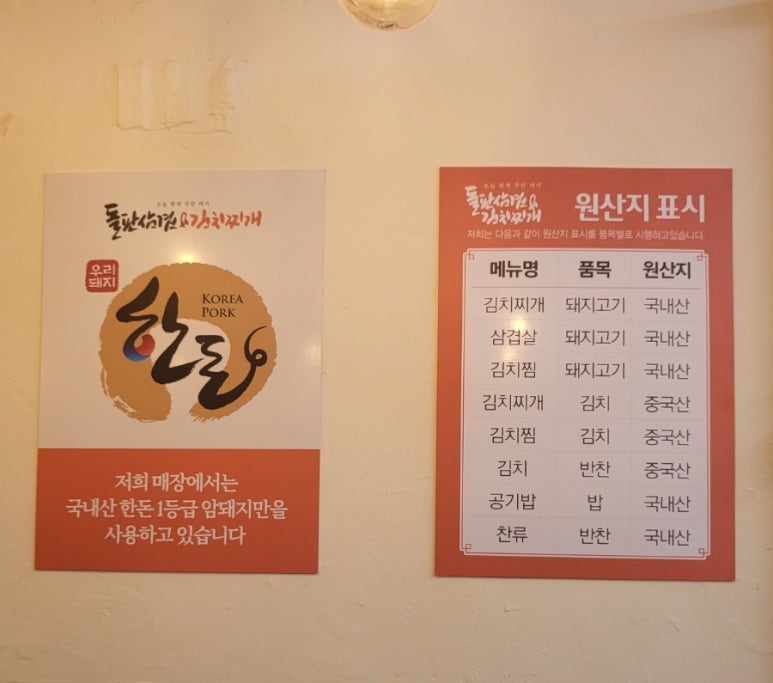 오늘 한끼 주란 바기
돌판삼겹&김치찌개
우리
돼지
KOREA
PORK
한돈
저희 매장에서는
국내산 한돈 1등급 암돼지만을
사용하고 있습니다
돌판삼겹&
김치찌개
원산지 표시
저희는 다음과 같이 원산지 표시를 품목별로 시행하고있습니다.
메뉴명 품목 원산지
김치찌개 돼지고기 국내산
삼겹살 돼지고기 국내산
김치찜 돼지고기 국내산
김치찌개 김치 중국산
김치찜 김치 중국산
김치 반찬 중국산
공기밥 밥 국내산
찬류 반찬 국내산